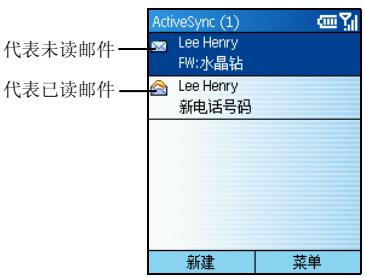 ActiveSync (1)
代表未读邮件
Lee Henry
FW:水晶钻
代表已读邮件
Lee Henry
新电话号码
新建
菜单